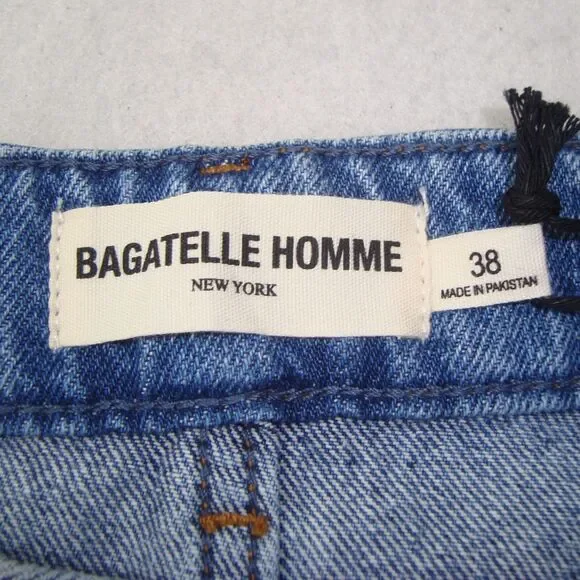 BAGATELLE HOMME
NEW YORK
38
MADE IN PAKISTAN